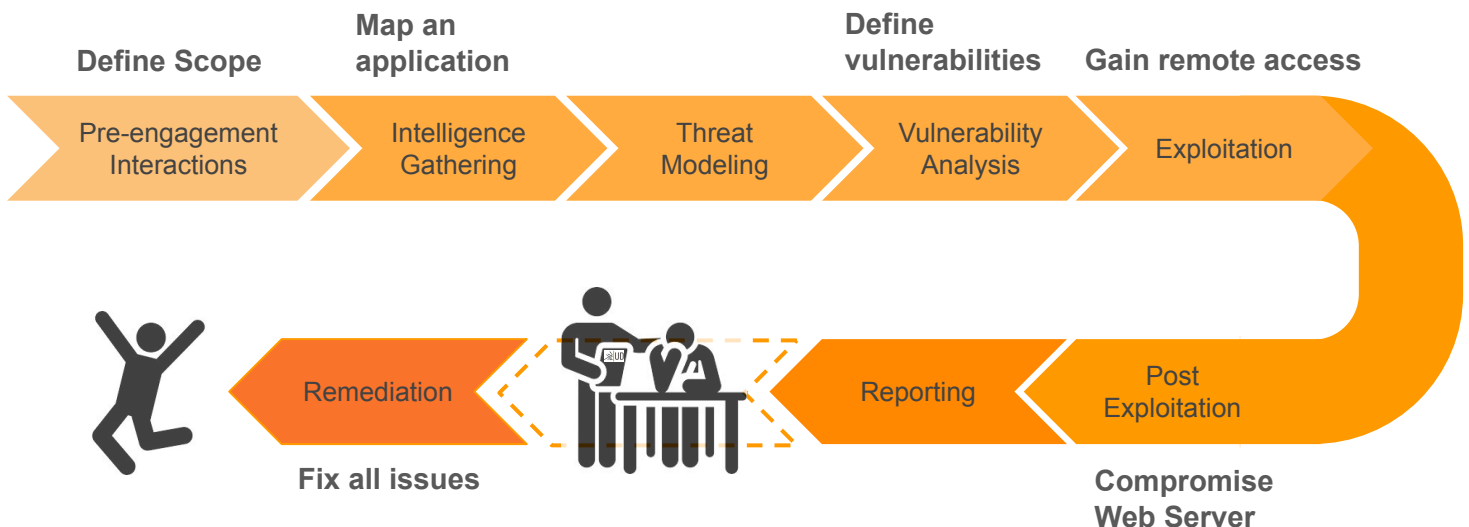 Define Scope
Map an
application
Define
vulnerabilities
Gain remote access
Pre-engagement
Interactions
Intelligence
Gathering
Threat
Modeling
Vulnerability
Analysis
Exploitation
Post
Exploitation
Compromise
Web Server
Reporting
Remediation
Fix all issues